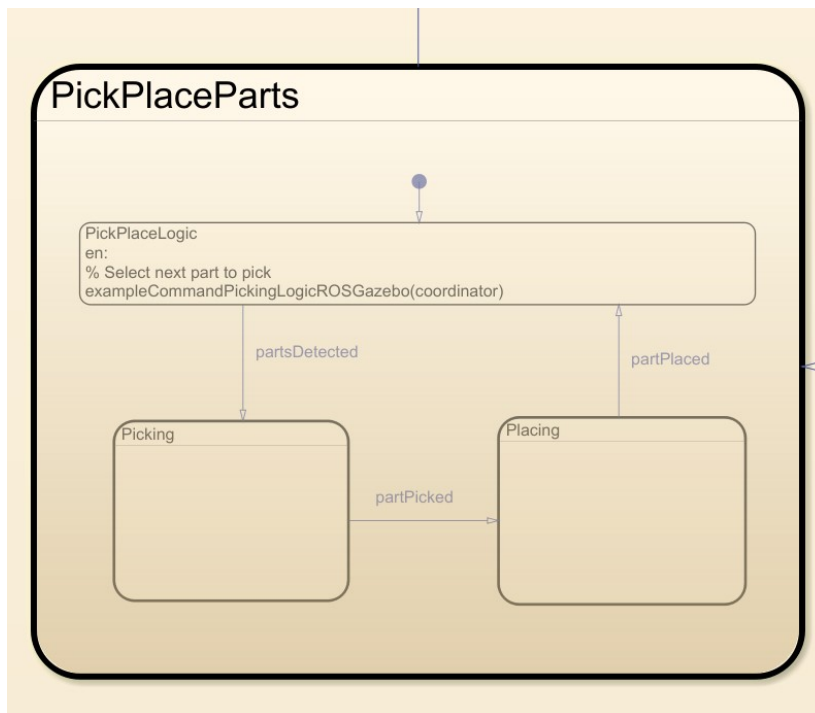 PickPlaceParts
PickPlaceLogic
en:
% Select next part to pick
exampleCommandPickingLogicROSGazebo(coordinator)
partsDetected
partPlaced
Picking
Placing
partPicked